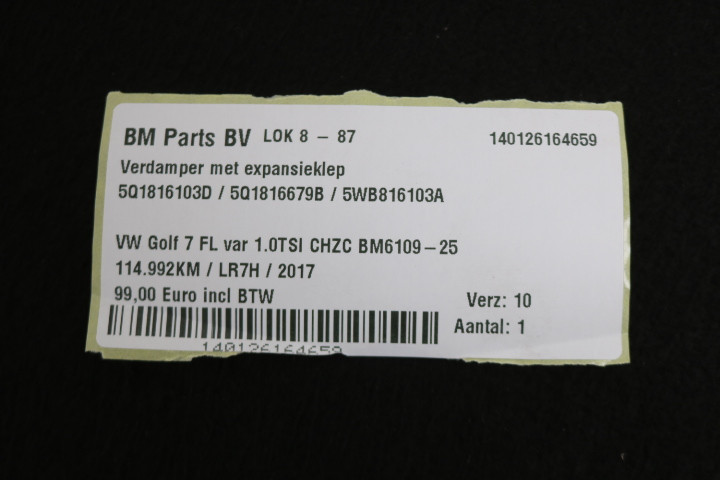 BM Parts BV LOK 8 - 87 140126164659
Verdamper met expansieklep
5Q1816103D / 5Q1816679B / 5WB816103A
VW Golf 7 FL var 1.0TSI CHZC BM6109-25
114.992KM / LR7H / 2017
99,00 Euro incl BTW Verz: 10
Aantal: 1
140126164659